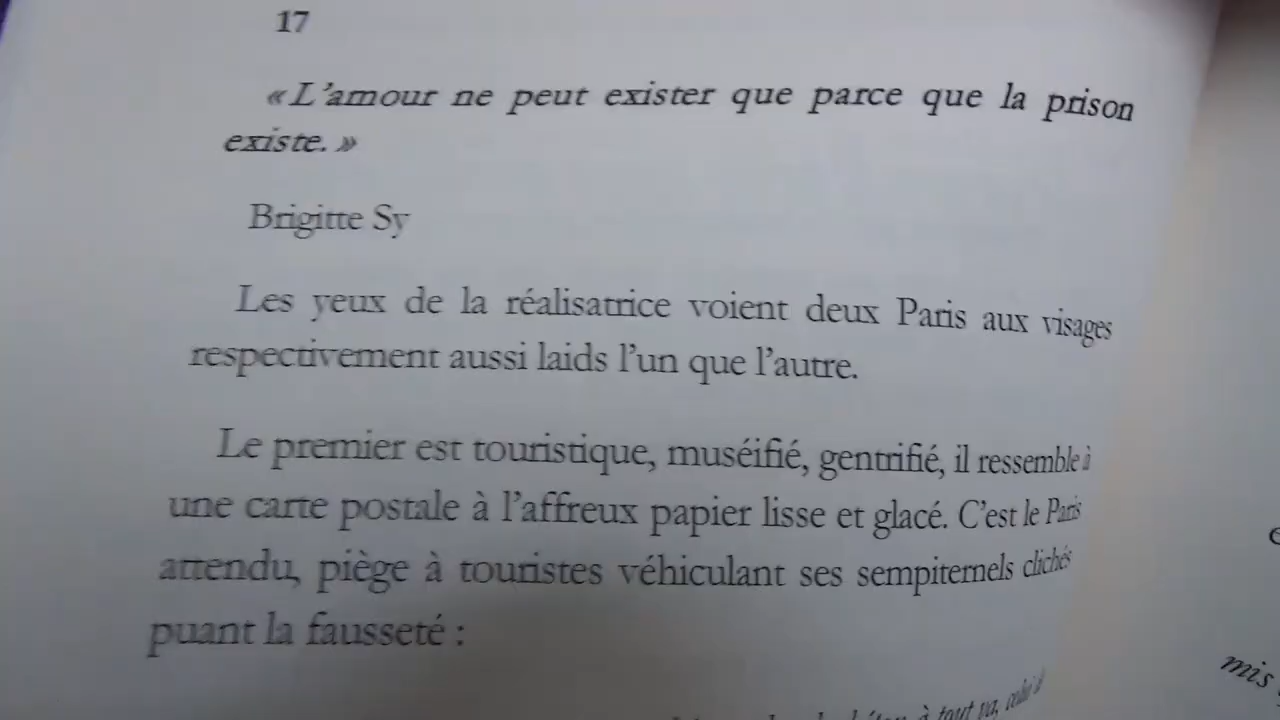 17
« L'amour ne peut exister que parce que la prison
existe. »
Brigitte Sy
Les yeux de la réalisatrice voient deux Paris aux visages
respectivement aussi laids l'un que l'autre.
Le premier est touristique, muséifié, gentrifié, il ressemble à
une carte postale à l'affreux papier lisse et glacé. C'est le Paris
attendu, piège à touristes véhiculant ses sempiternels clichés
puant la fausseté :
à tout va,
mis